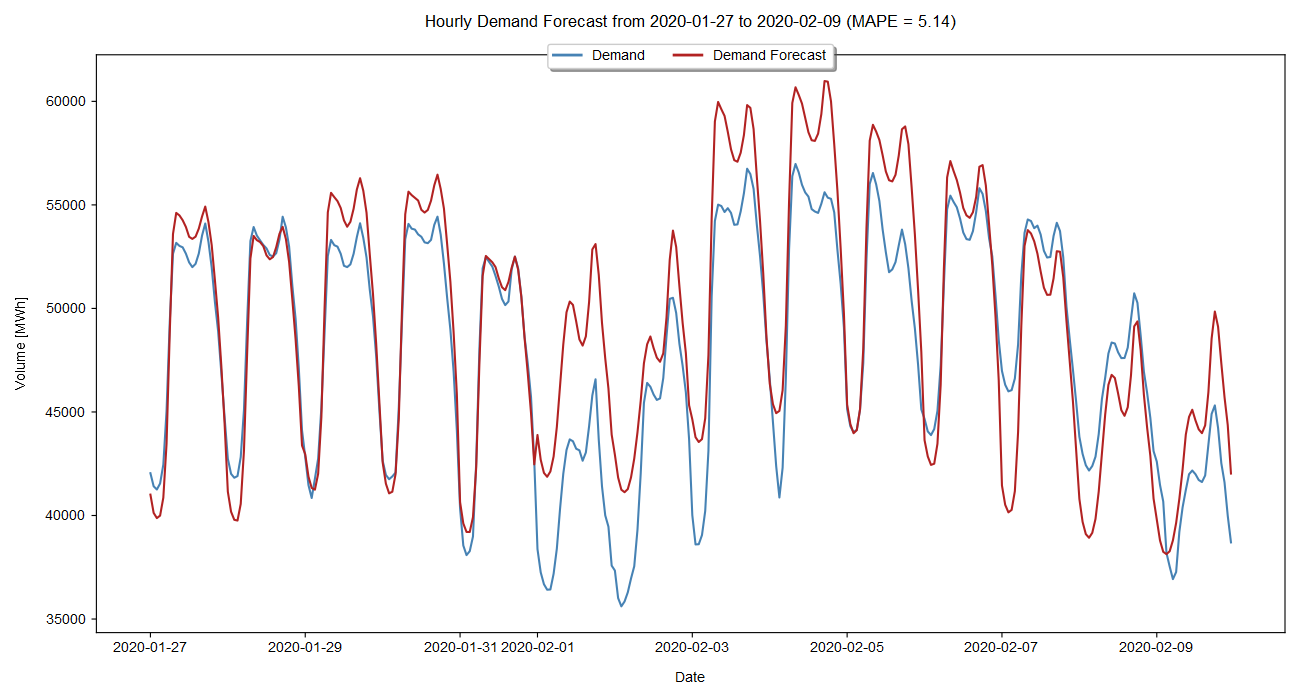 Hourly Demand Forecast from 2020-01-27 to 2020-02-09 (MAPE = 5.14)
Demand Demand Forecast
60000
55000
50000
45000
40000
35000
Volume [MWh]
2020-01-27 2020-01-29 2020-01-31 2020-02-01 2020-02-03 2020-02-05 2020-02-07 2020-02-09
Date